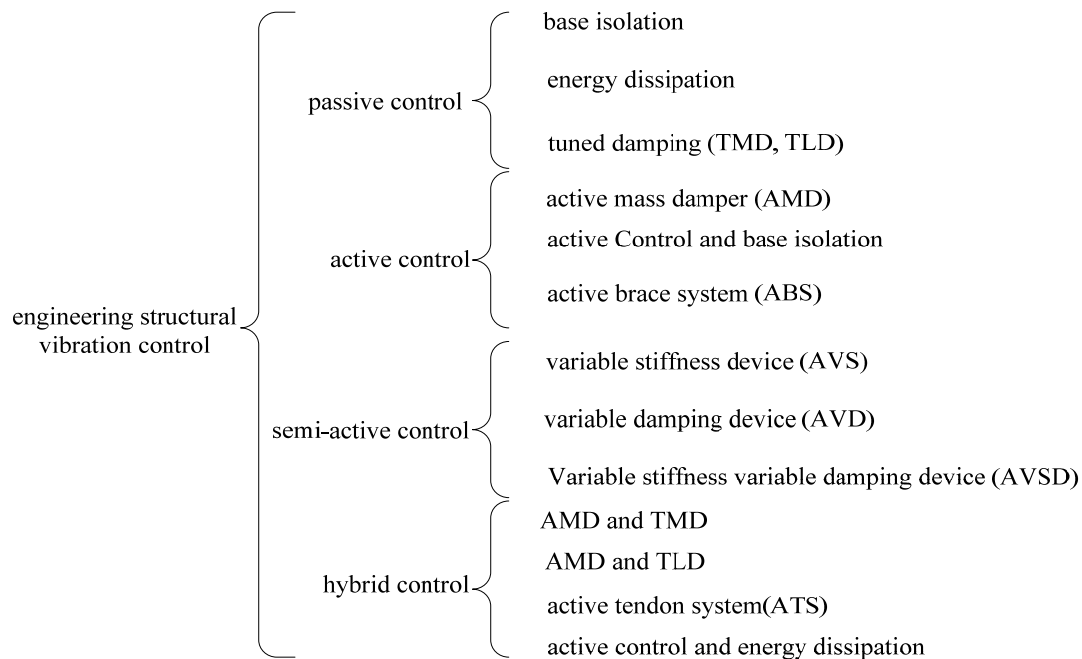 base isolation
energy dissipation
passive control
tuned damping (TMD, TLD)
active mass damper (AMD)
active Control and base isolation
active control
active brace system (ABS)
engineering structural
vibration control
variable stiffness device (AVS)
variable damping device (AVD)
semi-active control
Variable stiffness variable damping device (AVSD)
AMD and TMD
AMD and TLD
hybrid control
active tendon system(ATS)
active control and energy dissipation